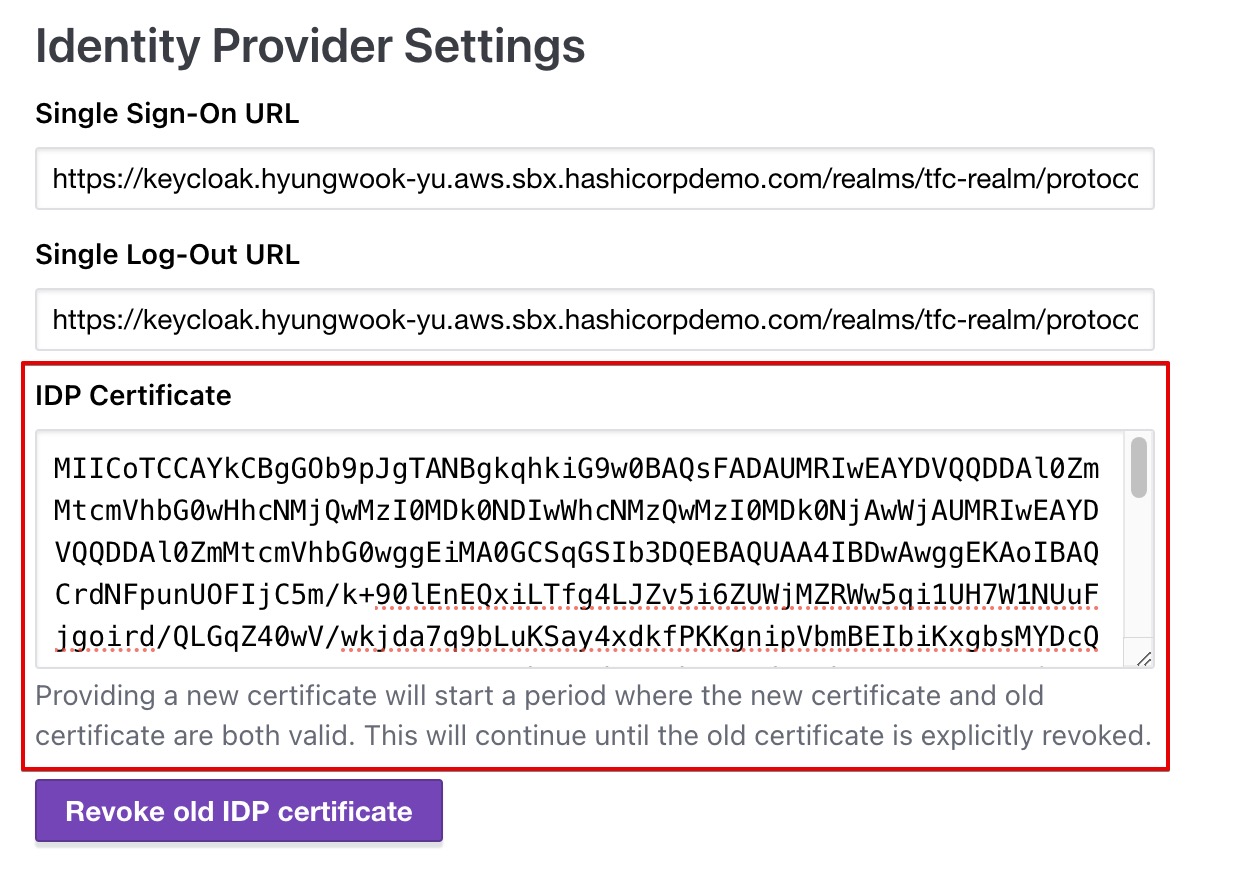 Identity Provider Settings
Single Sign-On URL
https://keycloak.hyungwook-yu.aws.sbx.hashicorpdemo.com/realms/tfc-realm/protocc
Single Log-Out URL
https://keycloak.hyungwook-yu.aws.sbx.hashicorpdemo.com/realms/tfc-realm/protocc
IDP Certificate
MIICoTCCAYkCBgGOb9pJgTANBgkqhkiG9w0BAQsFADAUMRIwEAYDVQQDDAl0Zm
MtcmVhbG0wHhcNMjQwMzI0MDk0NDIwWhcNMzQwMzI0MDk0NjAwWjAUMRIwEAYD
VQQDDAl0ZmMtcmVhbG0wggEiMA0GCSqGSIb3DQEBAQUAA4IBDwAwggEKAoIBAQ
CrdNFpunUOFIjC5m/k+90lEnEQxiLTfg4LJZv5i6ZUWjMZRWw5qi1UH7W1NUuF
jgoird/QLGqZ40wV/wkjda7q9bLuKSay4xdkfPKKgnipVbmBEIbiKxgbsMYDcQ
Providing a new certificate will start a period where the new certificate and old
certificate are both valid. This will continue until the old certificate is explicitly revoked.
Revoke old IDP certificate